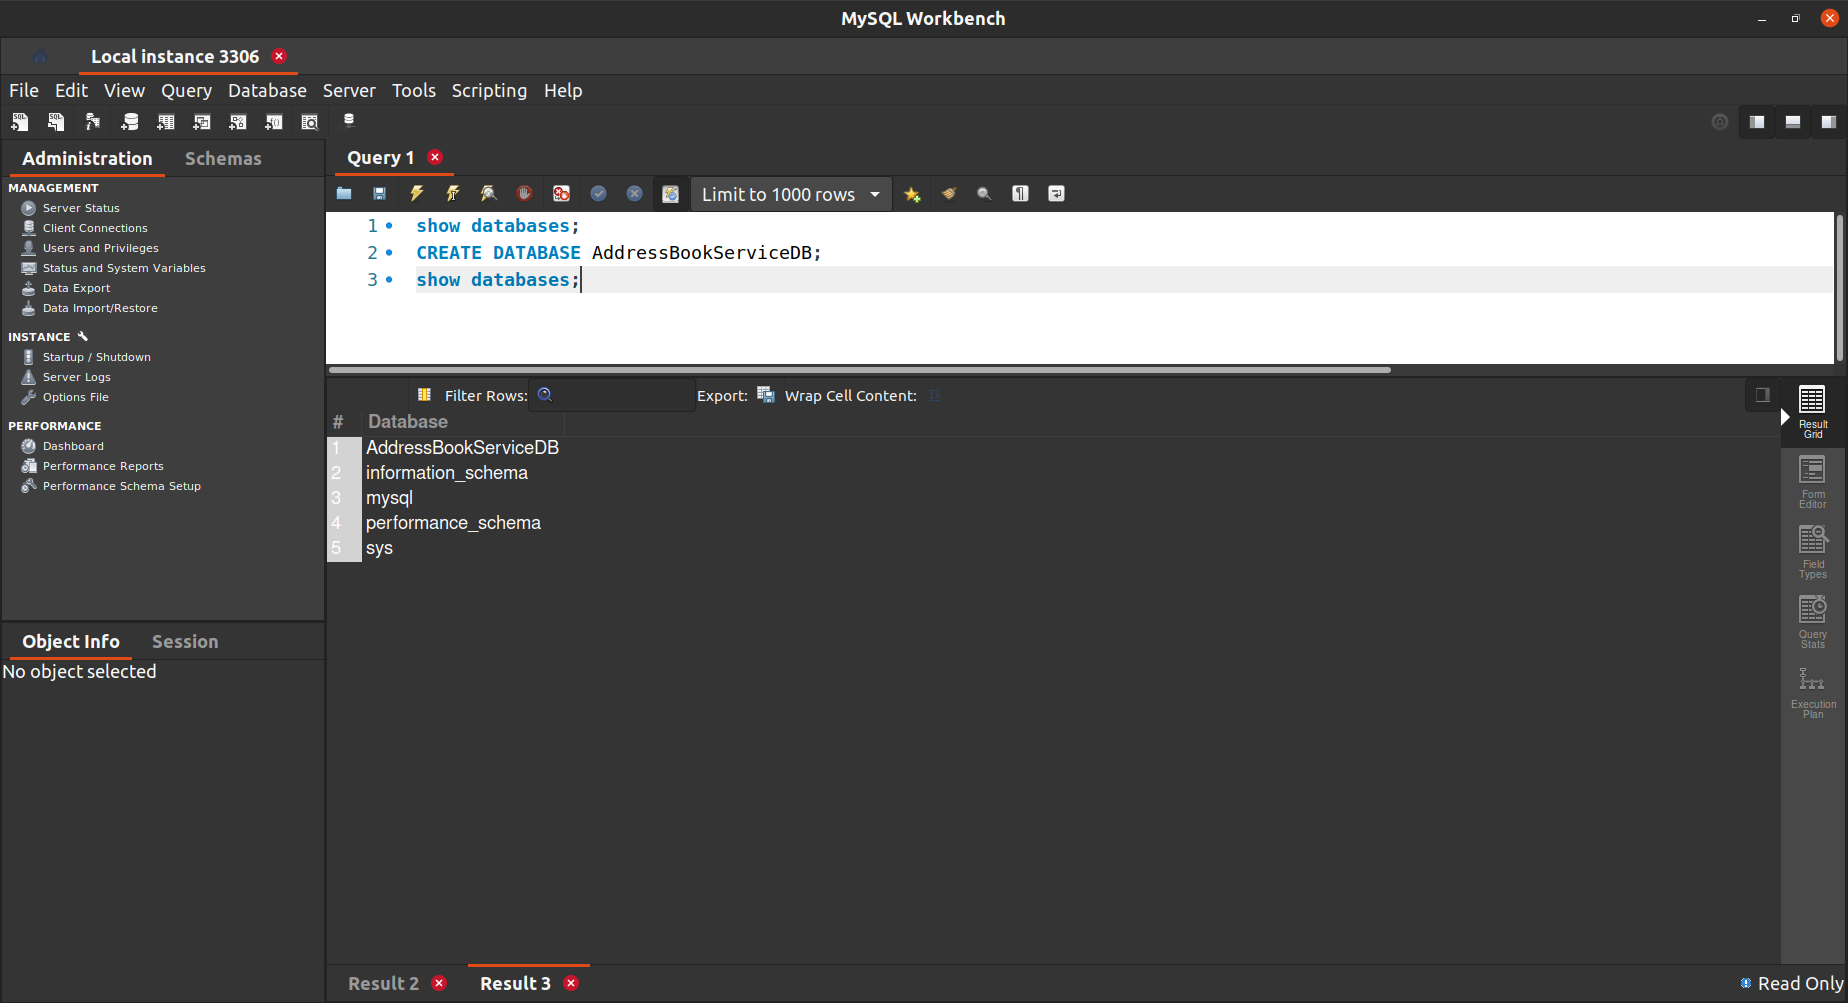 MySQL Workbench
Local instance 3306
File Edit View Query Database Server Tools Scripting Help
Administration Schemas
MANAGEMENT
Server Status
Client Connections
Users and Privileges
Status and System Variables
Data Export
Data Import/Restore
INSTANCE
Startup / Shutdown
Server Logs
Options File
PERFORMANCE
Dashboard
Performance Reports
Performance Schema Setup
Object Info Session
No object selected
Query 1
Limit to 1000 rows
1 show databases;
2 CREATE DATABASE AddressBookServiceDB;
3 show databases;
Filter Rows: Export: Wrap Cell Content:
# Database
1 AddressBookServiceDB
2 information_schema
3 mysql
4 performance_schema
5 sys
Result
Grid
Form
Editor
Field
Types
Query
Stats
Execution
Plan
Result 2 Result 3
Read Only